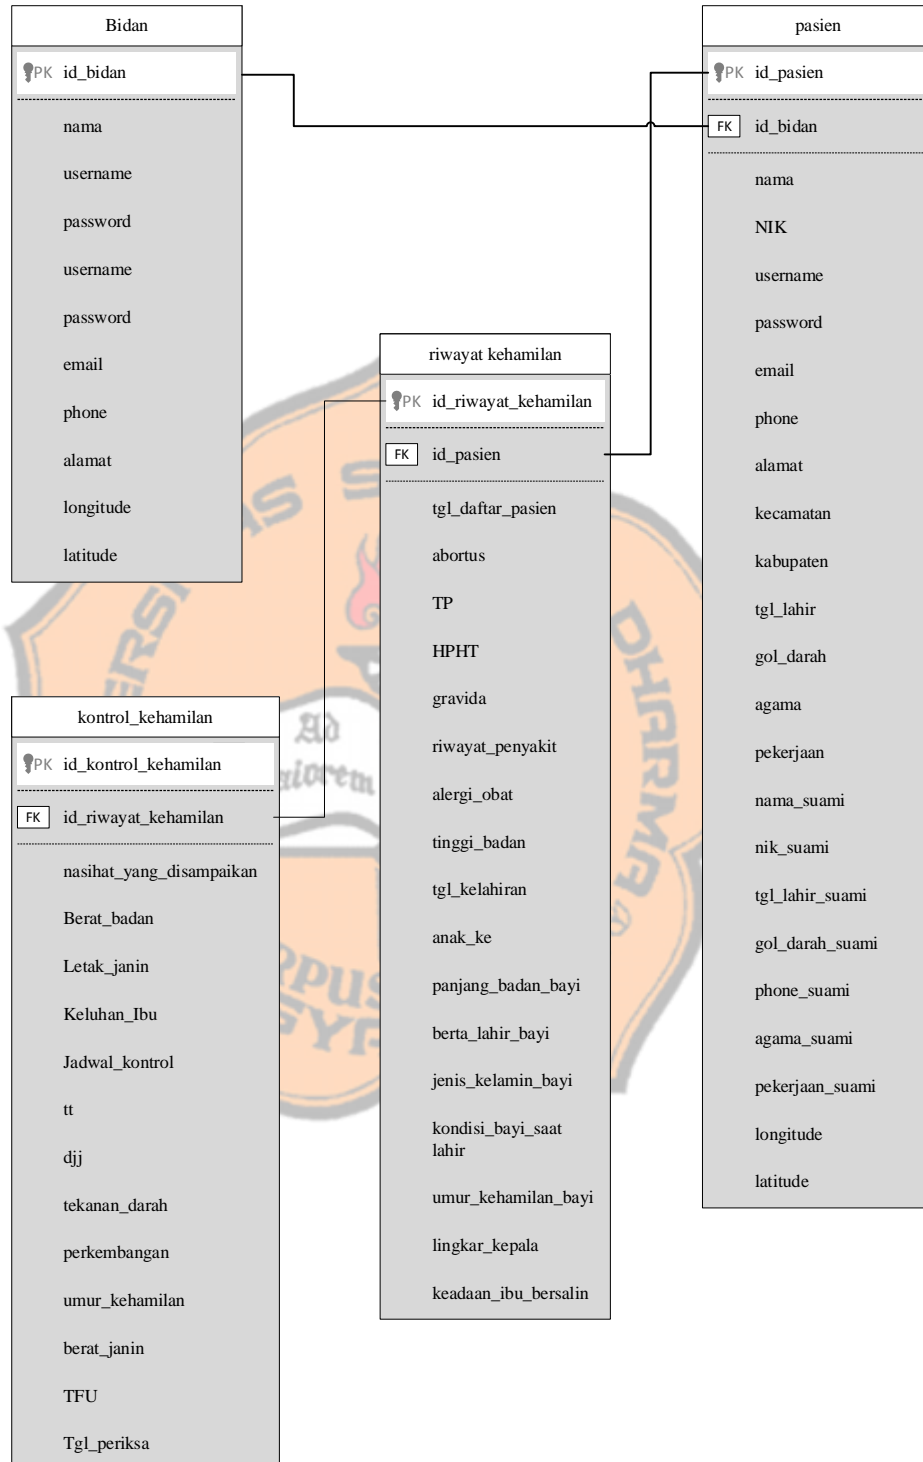 Bidan
PK id_bidan
nama
username
password
username
password
email
phone
alamat
longitude
latitude
pasien
PK id_pasien
FK id_bidan
nama
NIK
username
password
email
phone
alamat
kecamatan
kabupaten
tgl_lahir
gol_darah
agama
pekerjaan
nama_suami
nik_suami
tgl_lahir_suami
gol_darah_suami
phone_suami
agama_suami
pekerjaan_suami
longitude
latitude
riwayat kehamilan
PK id_riwayat_kehamilan
FK id_pasien
tgl_daftar_pasien
abortus
TP
HPHT
gravida
riwayat_penyakit
alergi_obat
tinggi_badan
tgl_kelahiran
anak_ke
panjang_badan_bayi
berta_lahir_bayi
jenis_kelamin_bayi
kondisi_bayi_saat
lahir
umur_kehamilan_bayi
lingkar_kepala
keadaan_ibu_bersalin
kontrol_kehamilan
PK id_kontrol_kehamilan
FK id_riwayat_kehamilan
nasihat_yang_disampaikan
Berat_badan
Letak_janin
Keluhan_Ibu
Jadwal_kontrol
tt
djj
tekanan_darah
perkembangan
umur_kehamilan
berat_janin
TFU
Tgl_periksa
DHARMA
Ad